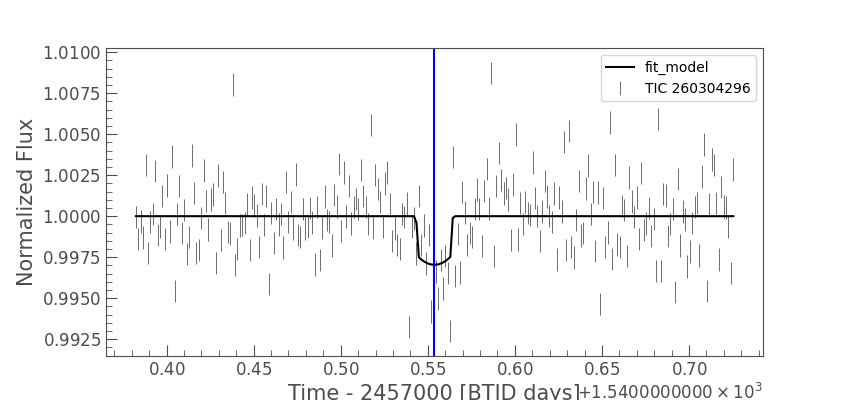 1.0100
1.0075
1.0050
1.0025
1.0000
0.9975
0.9950
0.9925
Normalized Flux
fit_model
TIC 260304296
0.40 0.45 0.50 0.55 0.60 0.65 0.70
Time - 2457000 [BTJD days]
+1.5400000000 × 10³